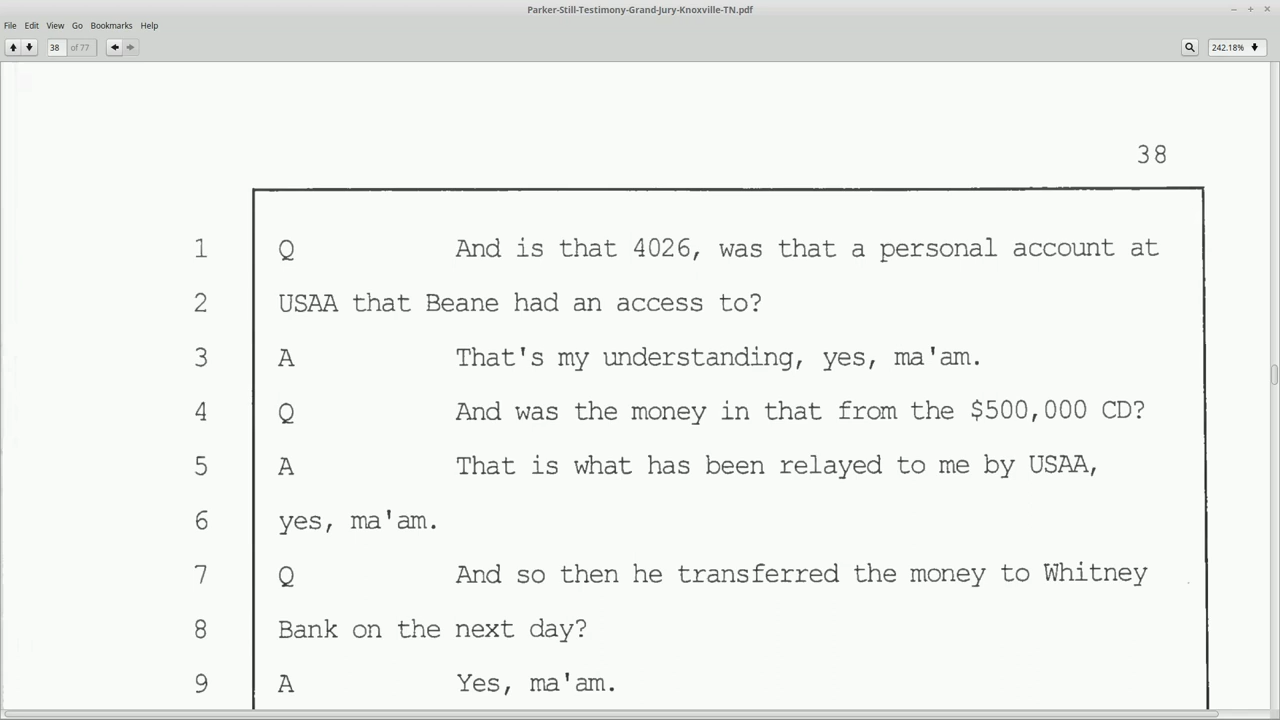 Parker-Still-Testimony-Grand-Jury-Knoxville-TN.pdf
File Edit View Go Bookmarks Help
38 of 77 242.18%
38
1 Q And is that 4026, was that a personal account at
2 USAA that Beane had an access to?
3 A That's my understanding, yes, ma'am.
4 Q And was the money in that from the $500,000 CD?
5 A That is what has been relayed to me by USAA,
6 yes, ma'am.
7 Q And so then he transferred the money to Whitney
8 Bank on the next day?
9 A Yes, ma'am.